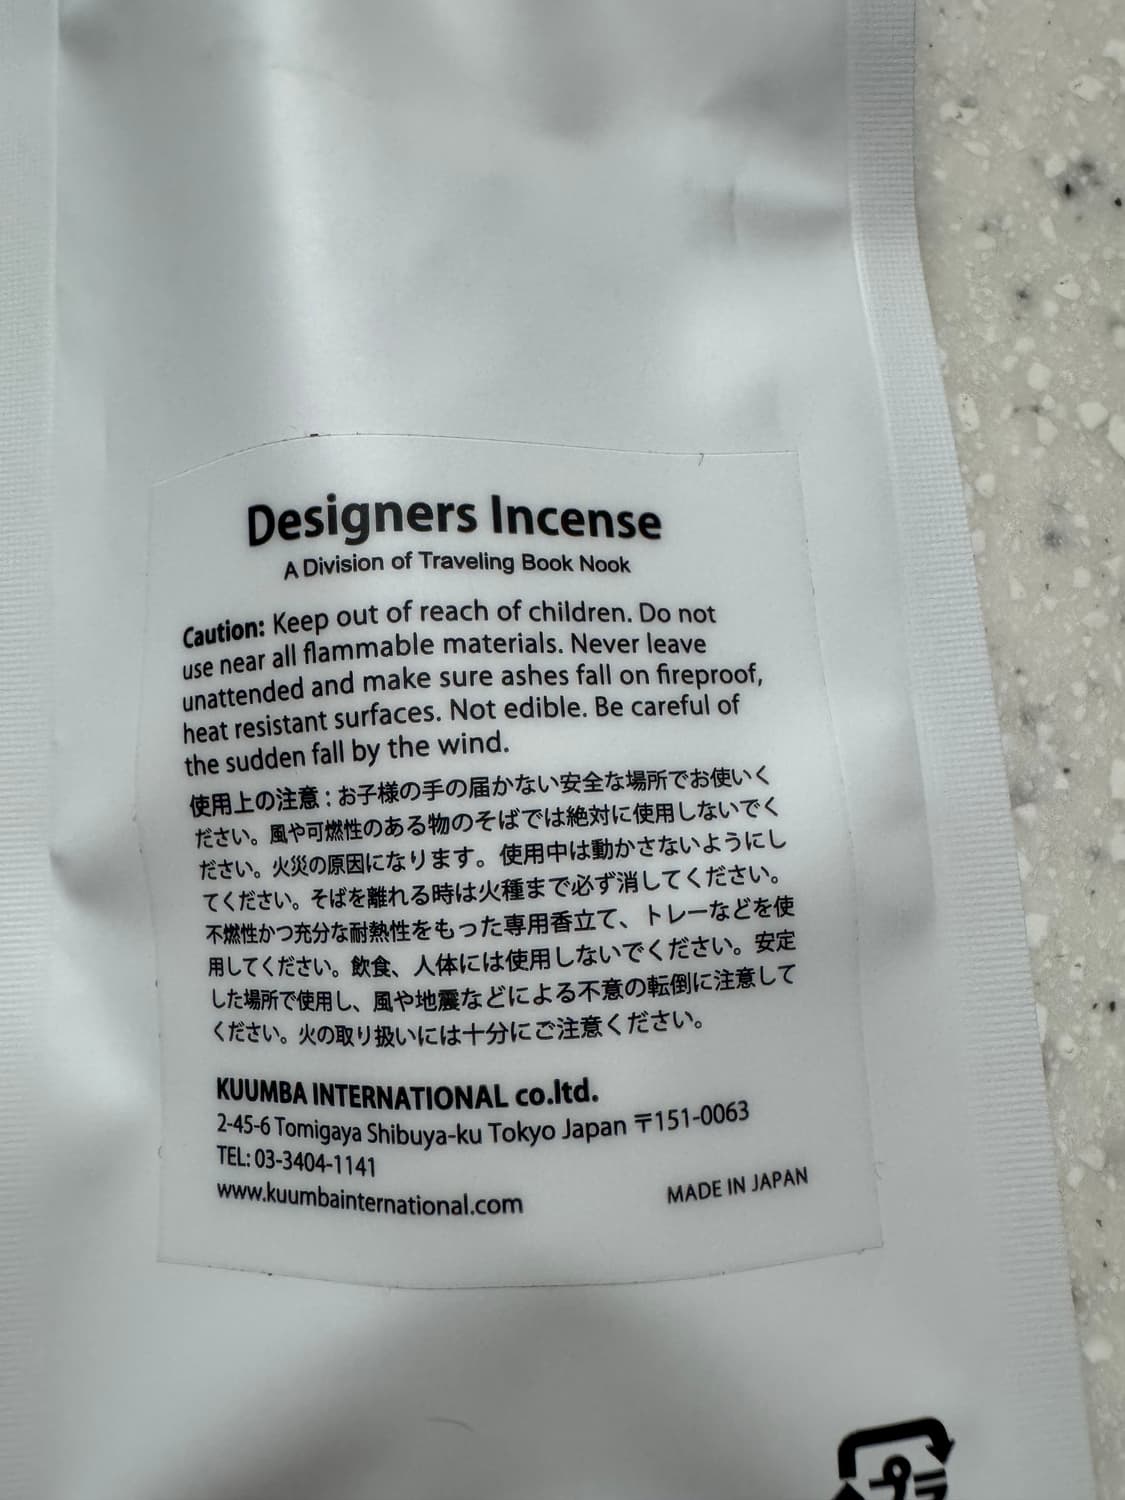 Designers Incense
A Division of Traveling Book Nook
Caution: Keep out of reach of children. Do not
use near all flammable materials. Never leave
unattended and make sure ashes fall on fireproof,
heat resistant surfaces. Not edible. Be careful of
the sudden fall by the wind.
使用上の注意：お子様の手の届かない安全な場所でお使いく
ださい。風や可燃性のある物のそばでは絶対に使用しないでく
ださい。火災の原因になります。使用中は動かさないようにし
てください。そばを離れる時は火種まで必ず消してください。
不燃性かつ充分な耐熱性をもった専用香立て、トレーなどを使
用してください。飲食、人体には使用しないでください。安定
した場所で使用し、風や地震などによる不意の転倒に注意して
ください。火の取り扱いには十分にご注意ください。
KUUMBA INTERNATIONAL co.ltd.
2-45-6 Tomigaya Shibuya-ku Tokyo Japan 〒151-0063
TEL: 03-3404-1141
www.kuumbainternational.com
MADE IN JAPAN
プラ